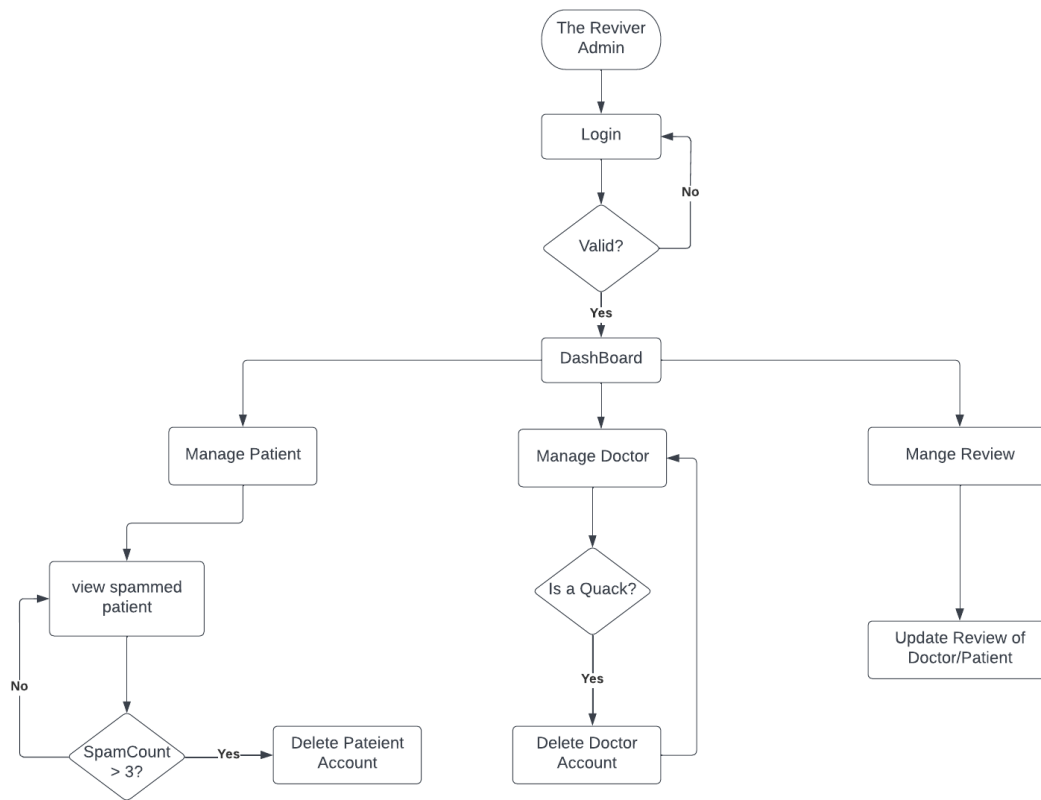 The Reviver
Admin
Login
No
Valid?
Yes
DashBoard
Manage Patient
Manage Doctor
Mange Review
view spammed
patient
Is a Quack?
Update Review of
Doctor/Patient
No
Yes
SpamCount
> 3?
Yes
Delete Pateient
Account
Delete Doctor
Account